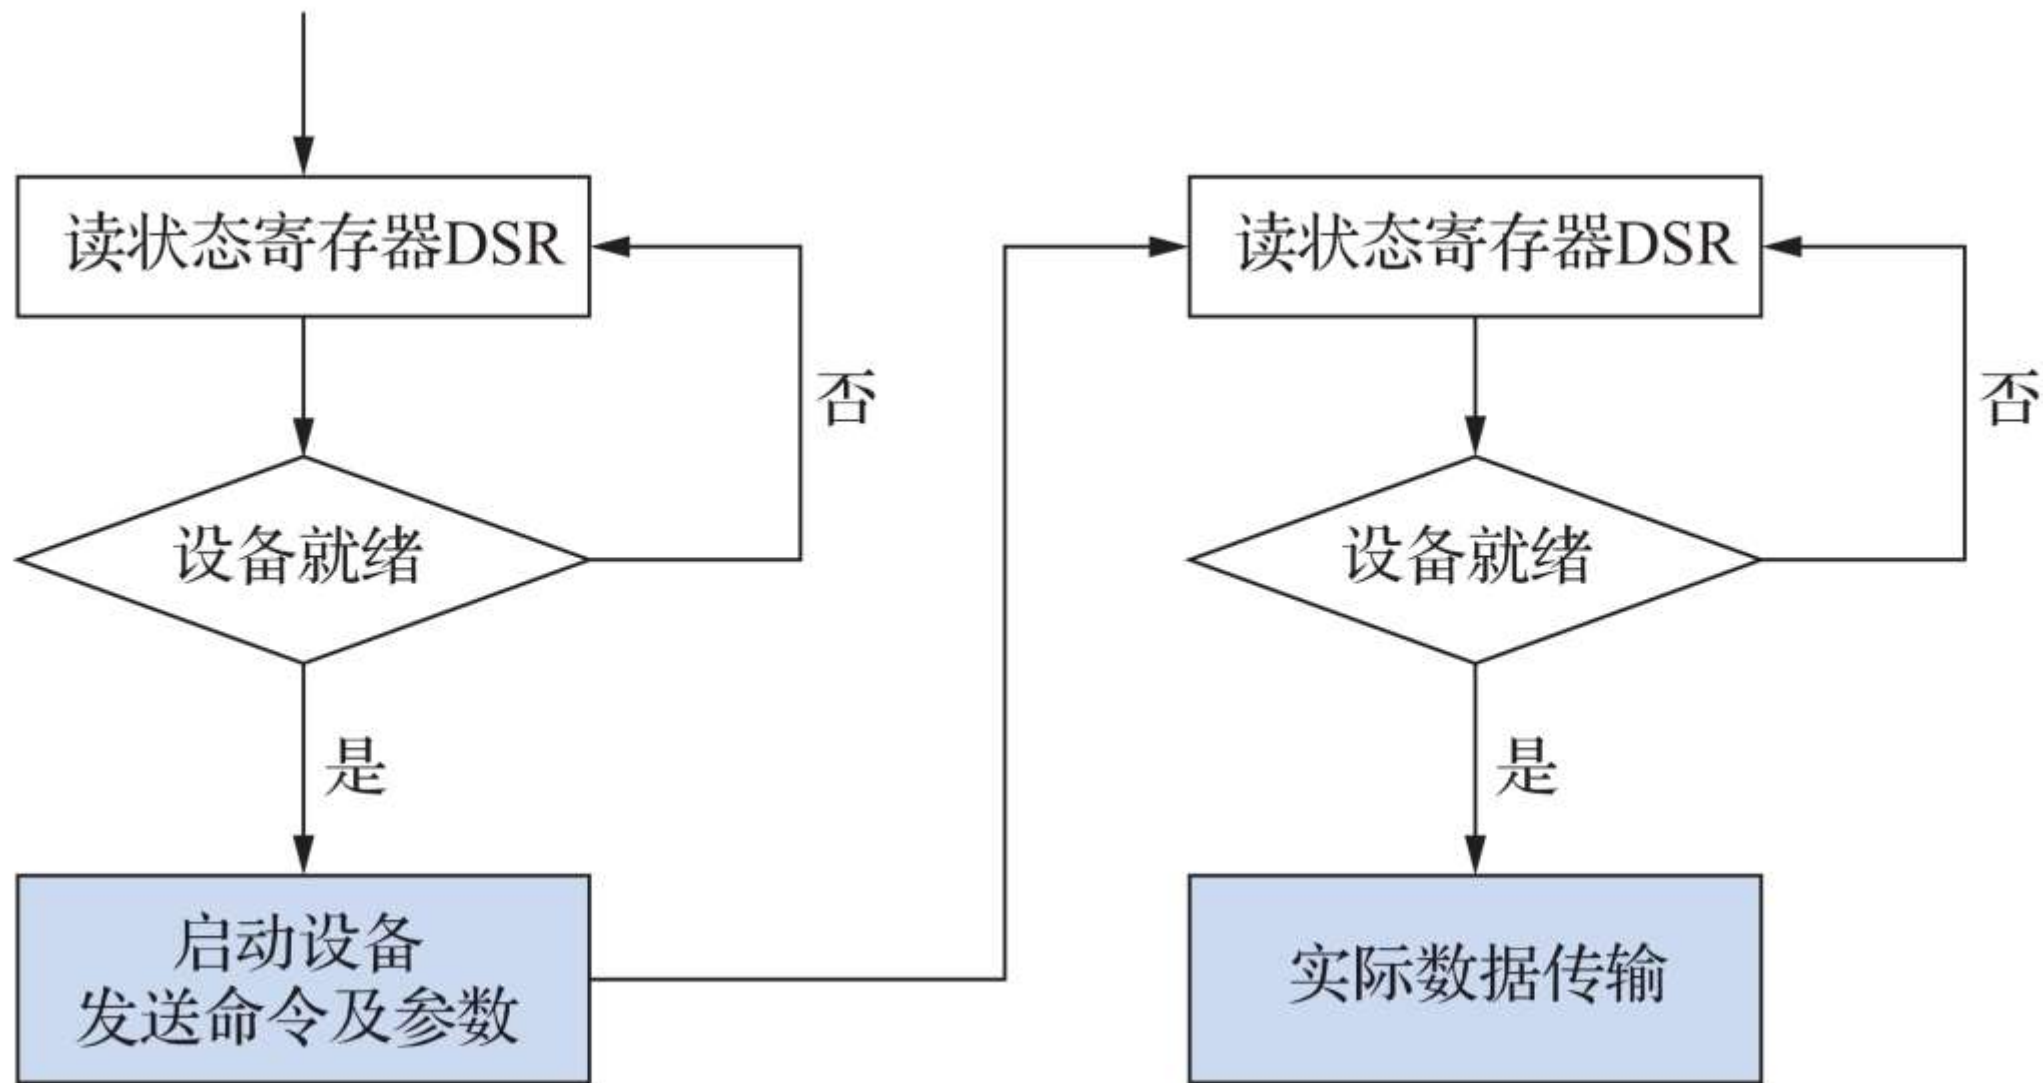 读状态寄存器DSR
否
设备就绪
是
启动设备
发送命令及参数
读状态寄存器DSR
否
设备就绪
是
实际数据传输